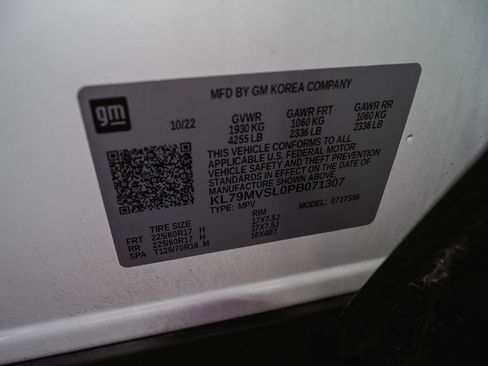 MFD BY GM KOREA COMPANY
gm
10/22
GVWR GAWR FRT GAWR RR
1930 KG 1060 KG 1060 KG
4255 LB 2336 LB 2336 LB
THIS VEHICLE CONFORMS TO ALL
APPLICABLE U.S. FEDERAL MOTOR
VEHICLE SAFETY AND THEFT PREVENTION
STANDARDS IN EFFECT ON THE DATE OF
MANUFACTURE SHOWN ABOVE.
KL79MVSL0PB071307
TYPE: MPV MODEL: 071TS56
TIRE SIZE RIM
FRT 225/60R17 H 17X7.5J
RR 225/60R17 H 17X7.5J
SPA T125/70R16 M 16X4BT